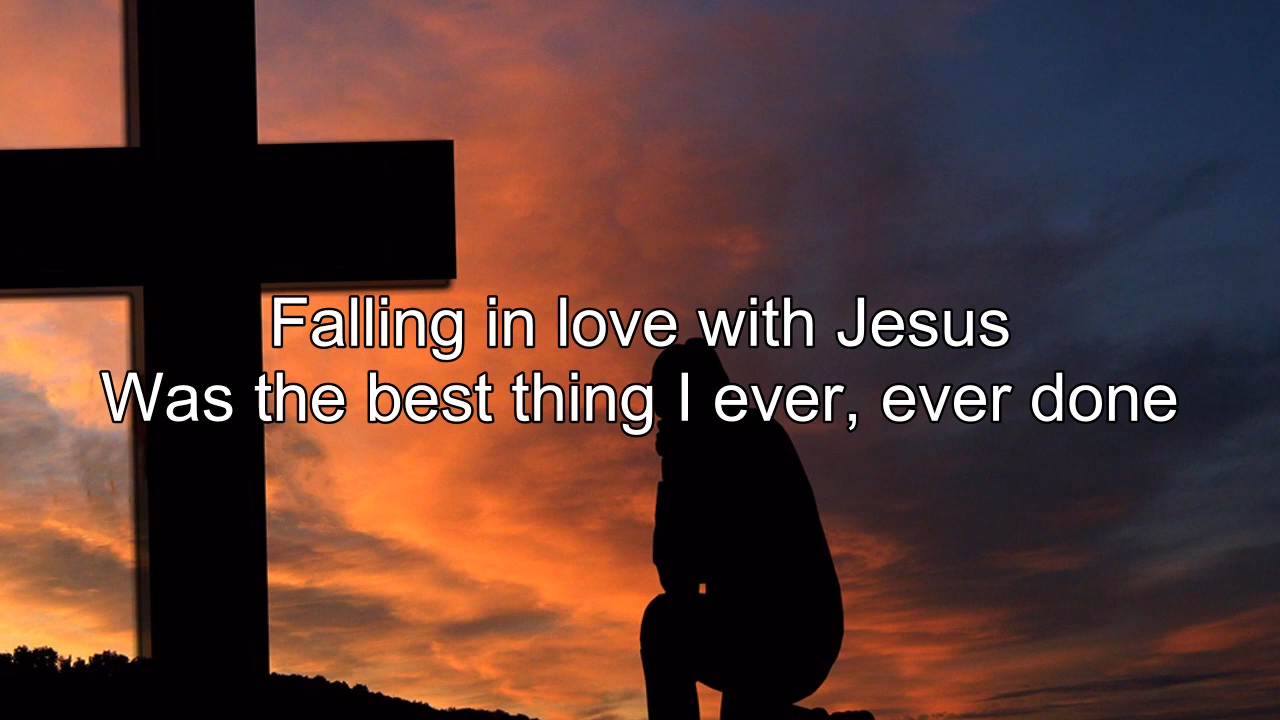 Falling in love with Jesus
Was the best thing I ever, ever done